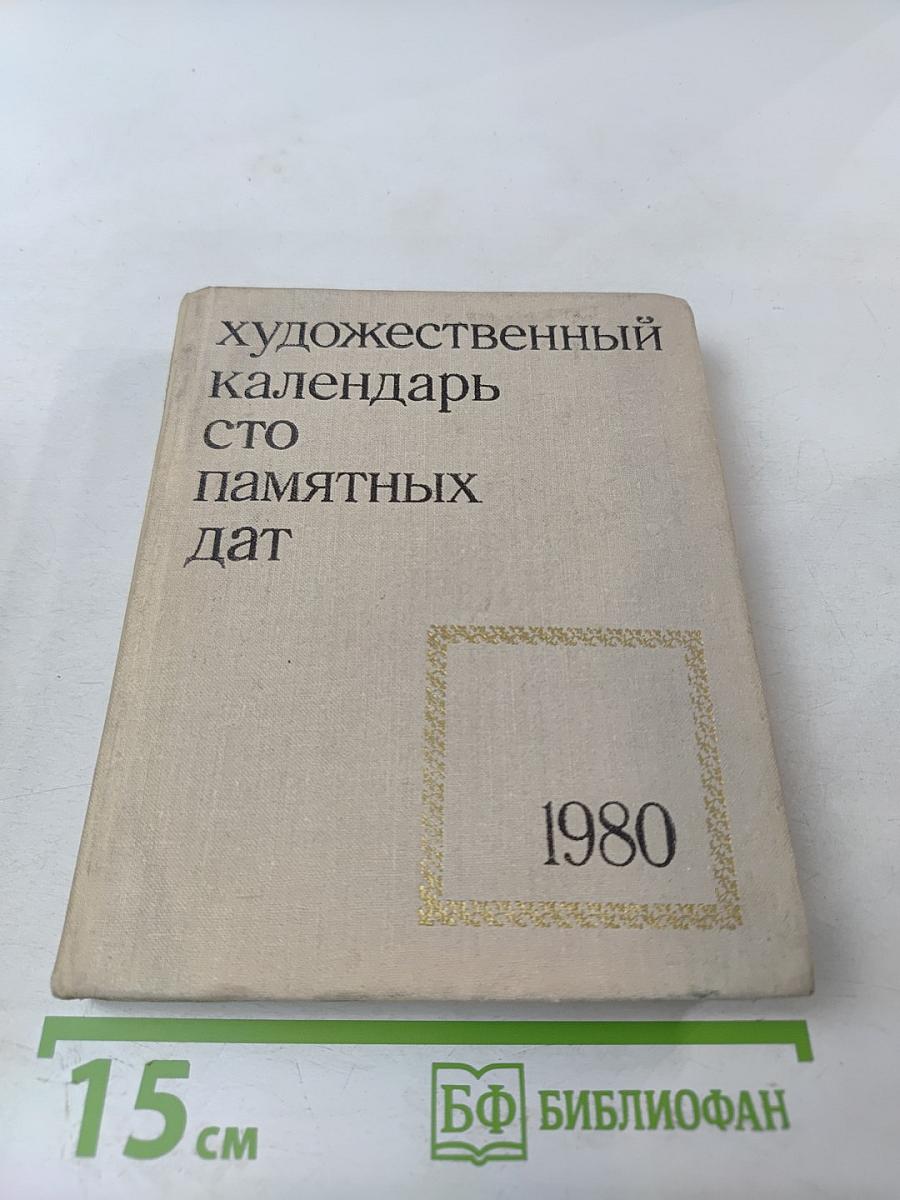 художественный
календарь
сто
памятных
дат
1980
15 см
БФ БИБЛИОФАН